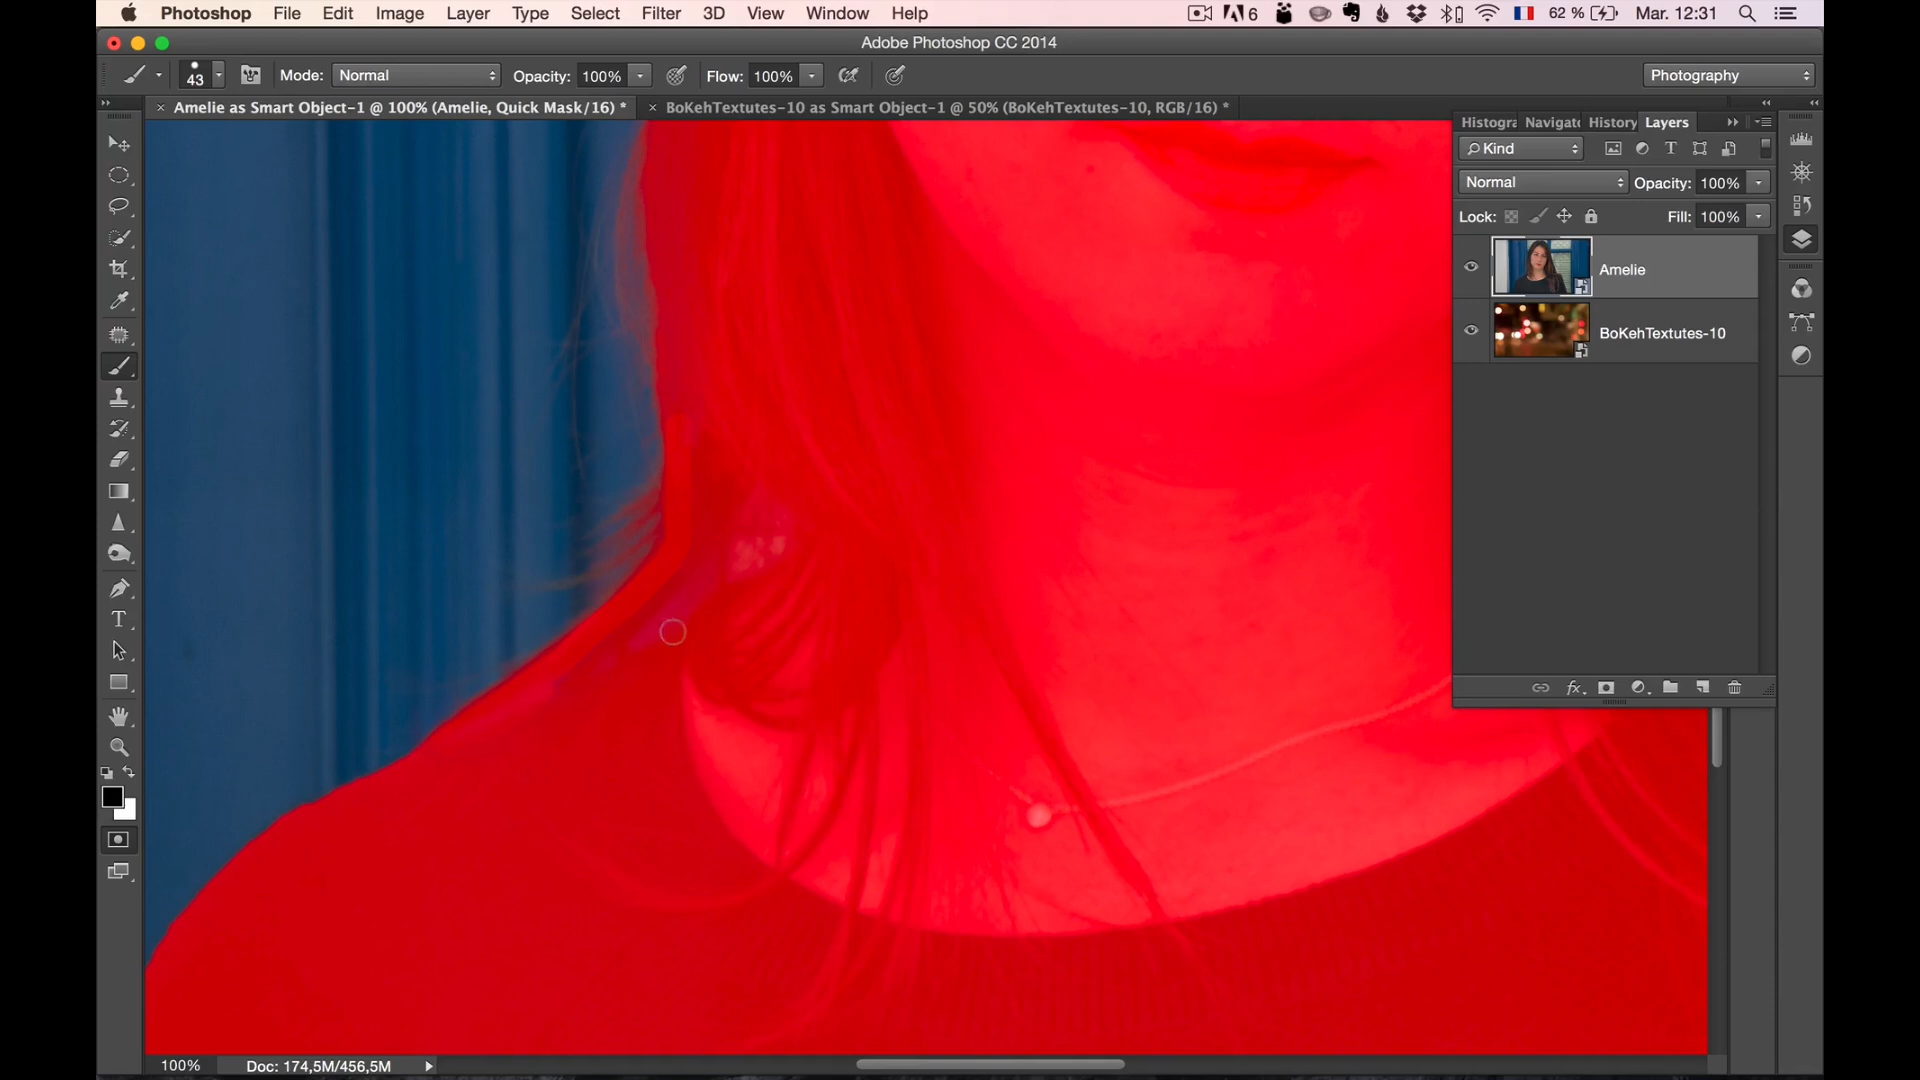 Photoshop File Edit Image Layer Type Select Filter 3D View Window Help 6 62 % Mar. 12:31
Adobe Photoshop CC 2014
43 Mode: Normal Opacity: 100% Flow: 100% Photography
Amelie as Smart Object-1 @ 100% (Amelie, Quick Mask/16) * BoKehTextutes-10 as Smart Object-1 @ 50% (BoKehTextutes-10, RGB/16) *
Histogra Navigato History Layers
Kind
Normal Opacity: 100%
Lock: Fill: 100%
Amelie
BoKehTextutes-10
100% Doc: 174,5M/456,5M